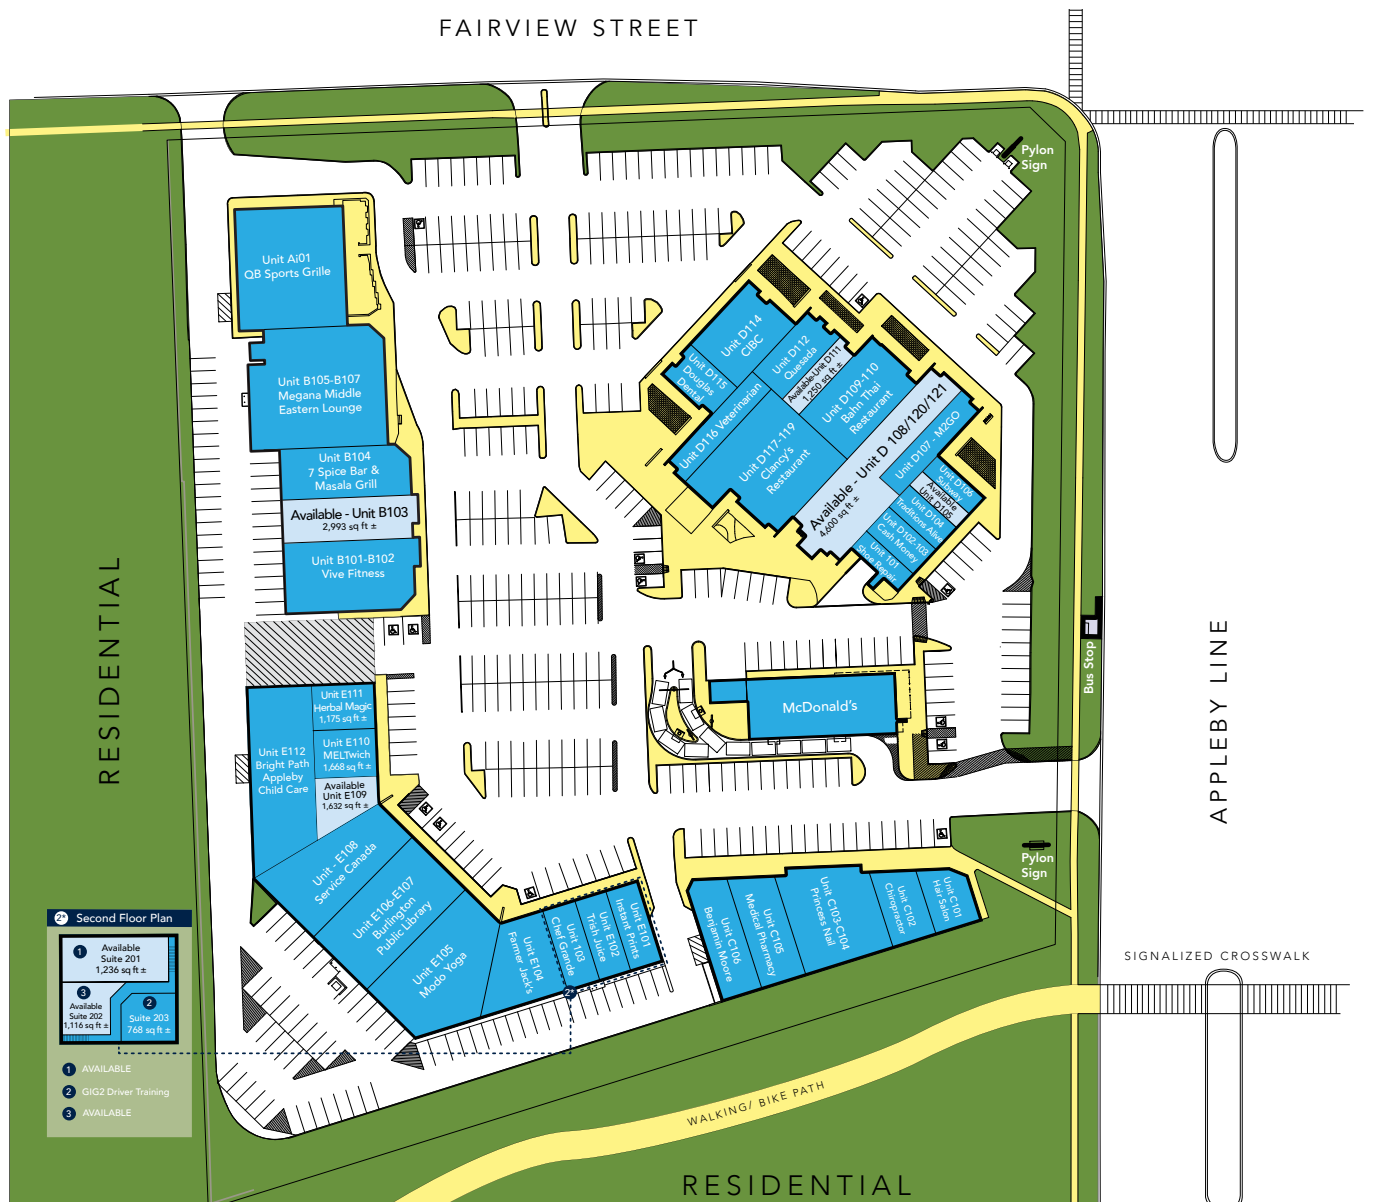 FAIRVIEW STREET
Pylon
Sign
Unit Ai01
QB Sports Grille
Unit B105-B107
Megana Middle
Eastern Lounge
Unit B104
7 Spice Bar &
Masala Grill
Available - Unit B103
2,993 sq ft ±
Unit B101-B102
Vive Fitness
Unit D114
CIBC
Unit D115
Douglas
Dental
Unit D112
Quesada
Available-Unit D111
1,250 sq ft ±
Unit D109-110
Bahn Thai
Restaurant
Unit D116 Veterinarian
Unit D117-119
Clancy's
Restaurant
Available - Unit D 108/120/121
4,600 sq ft ±
Unit D107 - M2GO
Unit D106
Subway
Available
Unit D105
Unit D104
Traditions Alive
Unit D102-103
Cash Money
Unit 101
Shoe Repair
RESIDENTIAL
APPLEBY LINE
Bus Stop
McDonald's
Unit E111
Herbal Magic
1,175 sq ft ±
Unit E110
MELTwich
1,668 sq ft ±
Available
Unit E109
1,632 sq ft ±
Unit E112
Bright Path
Appleby
Child Care
Unit - E108
Service Canada
Unit E106-E107
Burlington
Public Library
Unit E105
Modo Yoga
Unit E104
Farmer Jack's
Unit 103
Chef Grande
Unit E102
Trish Juice
Unit E101
Instant Prints
Unit C106
Benjamin Moore
Unit C105
Medical Pharmacy
Unit C103-C104
Princess Nail
Unit C102
Chiropractor
Unit C101
Hair Salon
Pylon
Sign
2* Second Floor Plan
1
Available
Suite 201
1,236 sq ft ±
3
Available
Suite 202
1,116 sq ft ±
2
Suite 203
768 sq ft ±
1 AVAILABLE
2 GIG2 Driver Training
3 AVAILABLE
2*
SIGNALIZED CROSSWALK
WALKING/ BIKE PATH
RESIDENTIAL